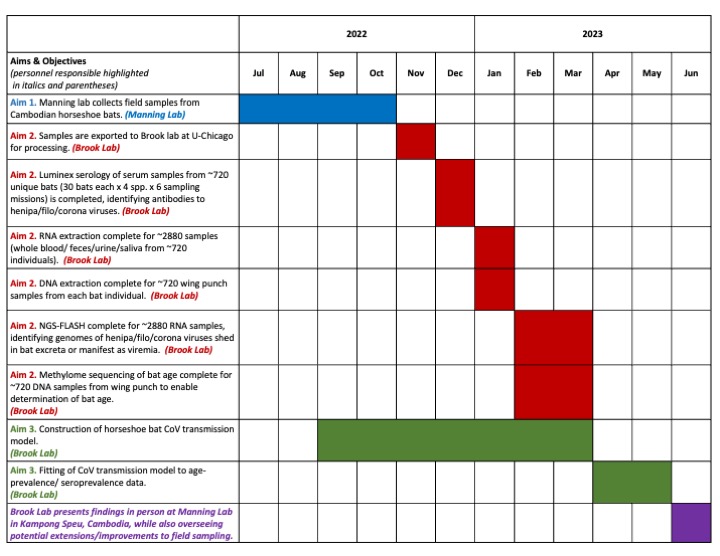 2022
2023
Aims & Objectives
(personnel responsible highlighted
in italics and parentheses)
Jul
Aug
Sep
Oct
Nov
Dec
Jan
Feb
Mar
Apr
May
Jun
Aim 1. Manning lab collects field samples from
Cambodian horseshoe bats. (Manning Lab)
Aim 2. Samples are exported to Brook lab at U-Chicago
for processing. (Brook Lab)
Aim 2. Luminex serology of serum samples from ~720
unique bats (30 bats each x 4 spp. x 6 sampling
missions) is completed, identifying antibodies to
henipa/filo/corona viruses. (Brook Lab)
Aim 2. RNA extraction complete for ~2880 samples
(whole blood/ feces/urine/saliva from ~720
individuals). (Brook Lab)
Aim 2. DNA extraction complete for ~720 wing punch
samples from each bat individual. (Brook Lab)
Aim 2. NGS-FLASH complete for ~2880 RNA samples,
identifying genomes of henipa/filo/corona viruses shed
in bat excreta or manifest as viremia. (Brook Lab)
Aim 2. Methylome sequencing of bat age complete for
~720 DNA samples from wing punch to enable
determination of bat age.
(Brook Lab)
Aim 3. Construction of horseshoe bat CoV transmission
model.
(Brook Lab)
Aim 3. Fitting of CoV transmission model to age-
prevalence/ seroprevalence data.
(Brook Lab)
Brook Lab presents findings in person at Manning Lab
in Kampong Speu, Cambodia, while also overseeing
potential extensions/improvements to field sampling.